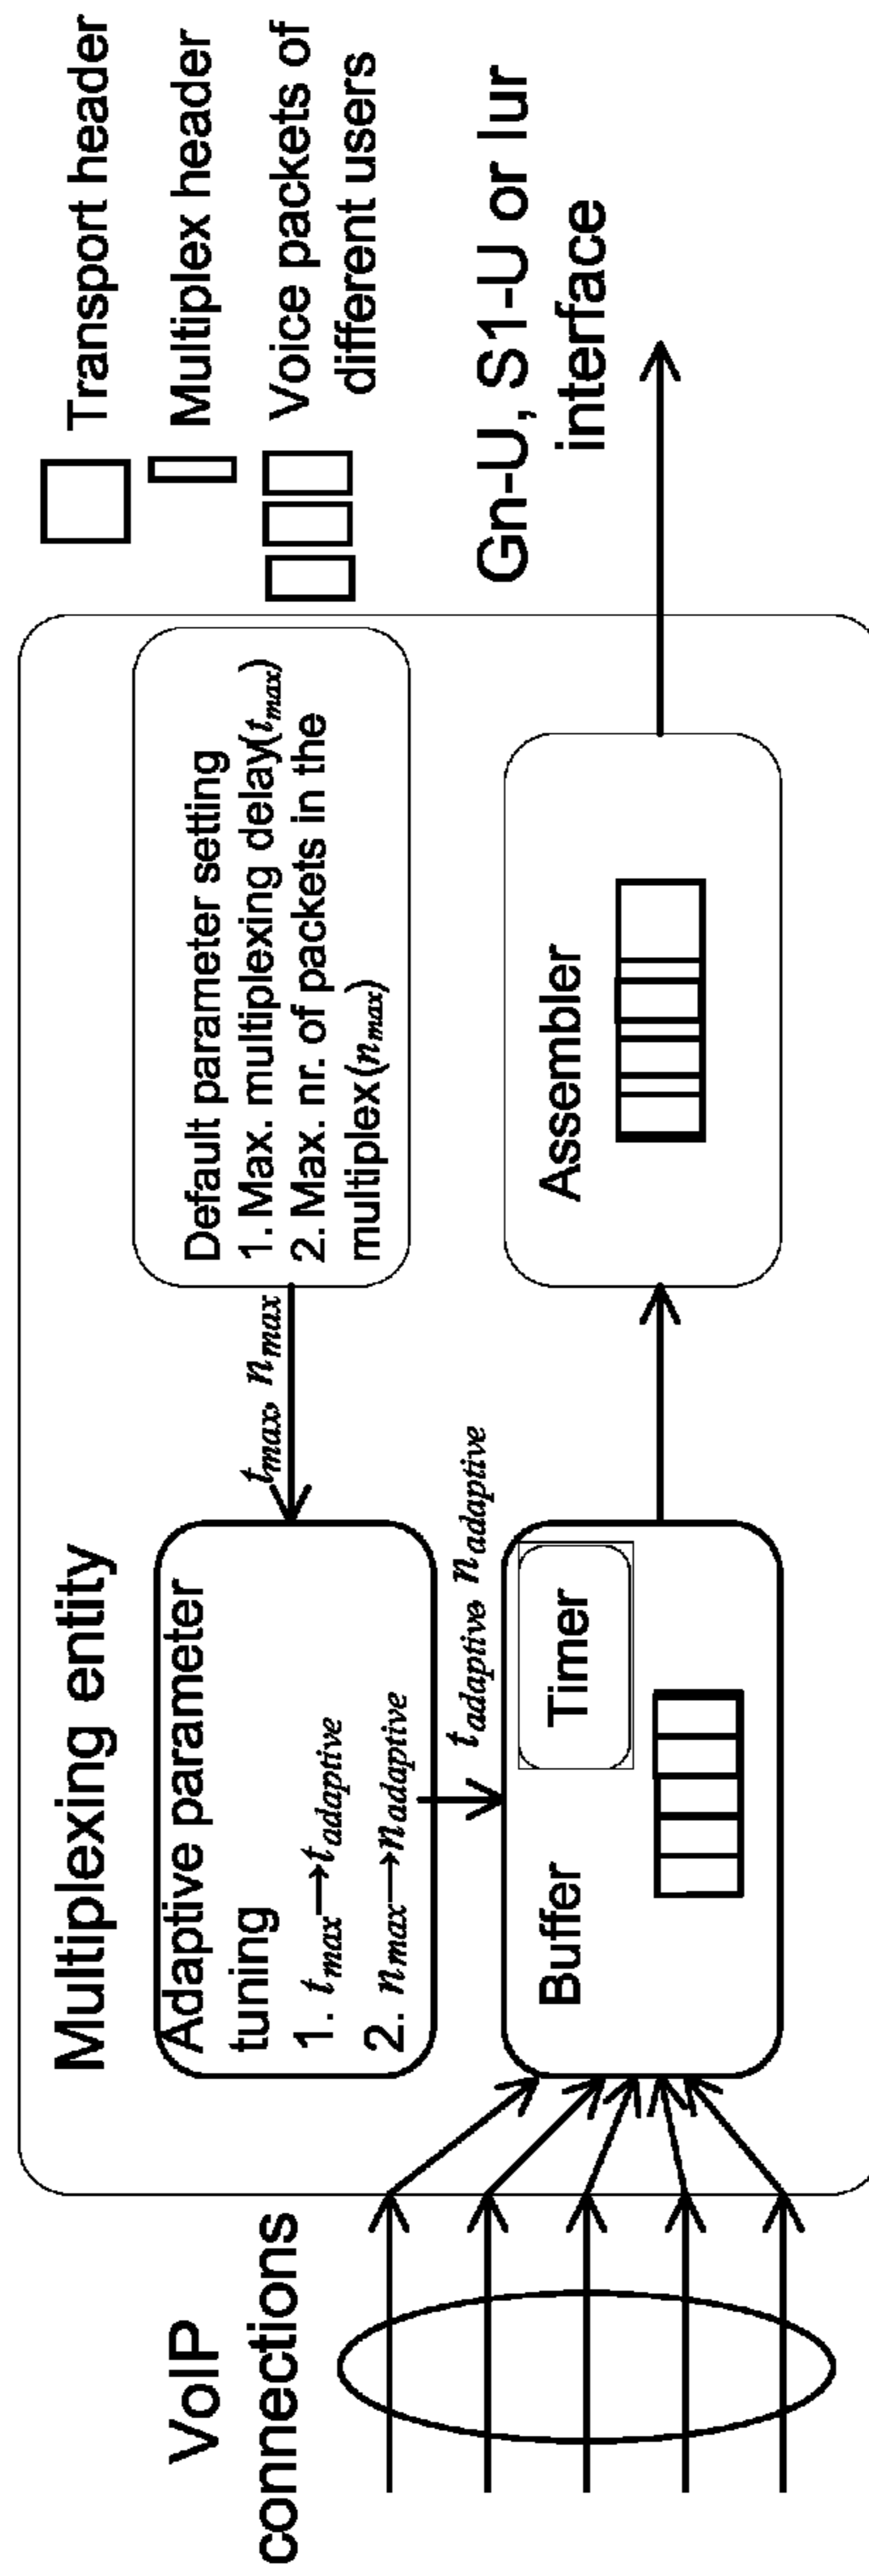 VoIP
connections
Multiplexing entity
Adaptive parameter
tuning
1. t_max→t_adaptive
2. n_max→n_adaptive
t_max, n_max
Default parameter setting
1. Max. multiplexing delay(t_max)
2. Max. nr. of packets in the
multiplex(n_max)
t_adaptive, n_adaptive
Buffer
Timer
Assembler
Transport header
Multiplex header
Voice packets of
different users
Gn-U, S1-U or Iur
interface